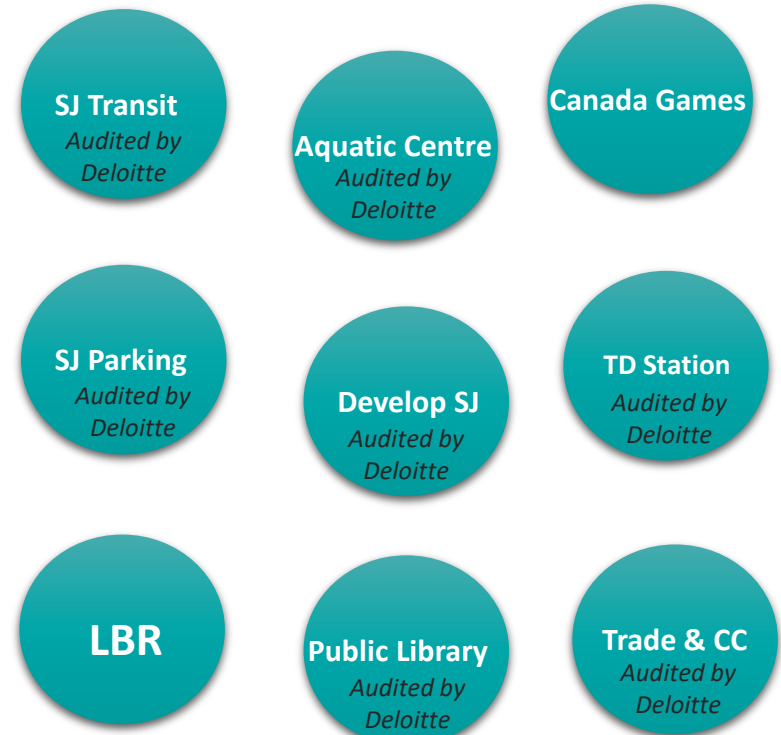 SJ Transit
Audited by
Deloitte
Aquatic Centre
Audited by
Deloitte
Canada Games
SJ Parking
Audited by
Deloitte
Develop SJ
Audited by
Deloitte
TD Station
Audited by
Deloitte
LBR
Public Library
Audited by
Deloitte
Trade & CC
Audited by
Deloitte